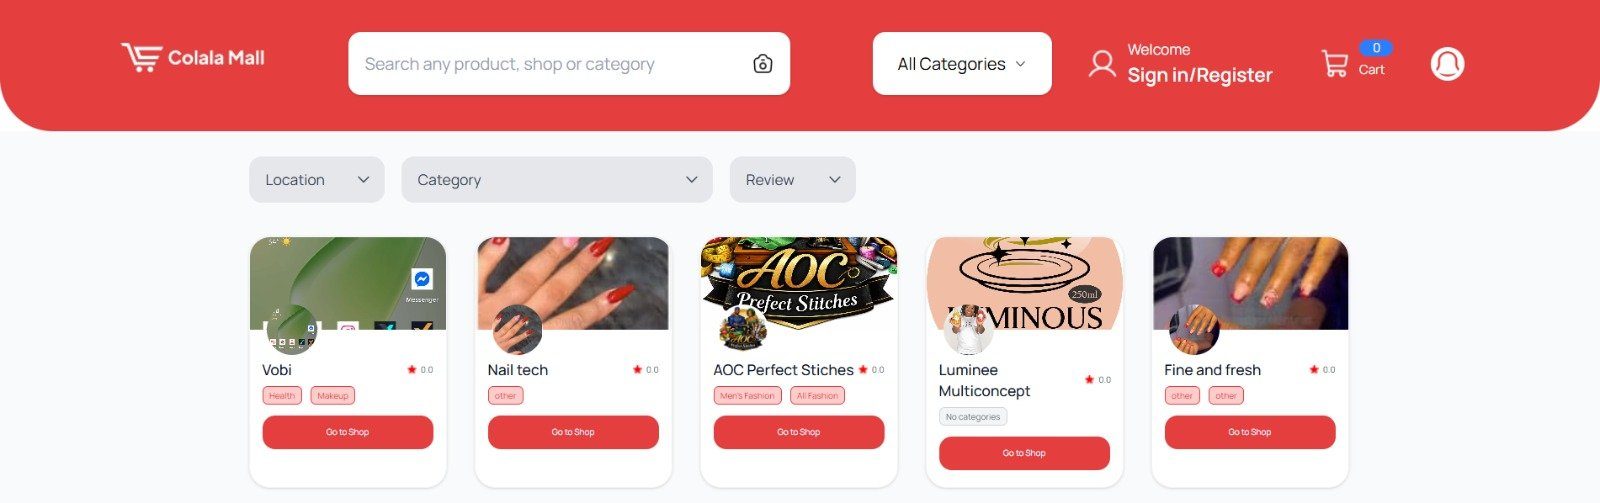 Colala Mall
Search any product, shop or category
All Categories
Welcome
Sign in/Register
0
Cart
Location
Category
Review
Messenger
AOC
Prefect Stitches
250ml
MINOUS
Vobi
0.0
Health
Makeup
Go to Shop
Nail tech
0.0
other
Go to Shop
AOC Perfect Stiches
0.0
Men's Fashion
All Fashion
Go to Shop
Luminee
Multiconcept
0.0
No categories
Go to Shop
Fine and fresh
0.0
other
other
Go to Shop